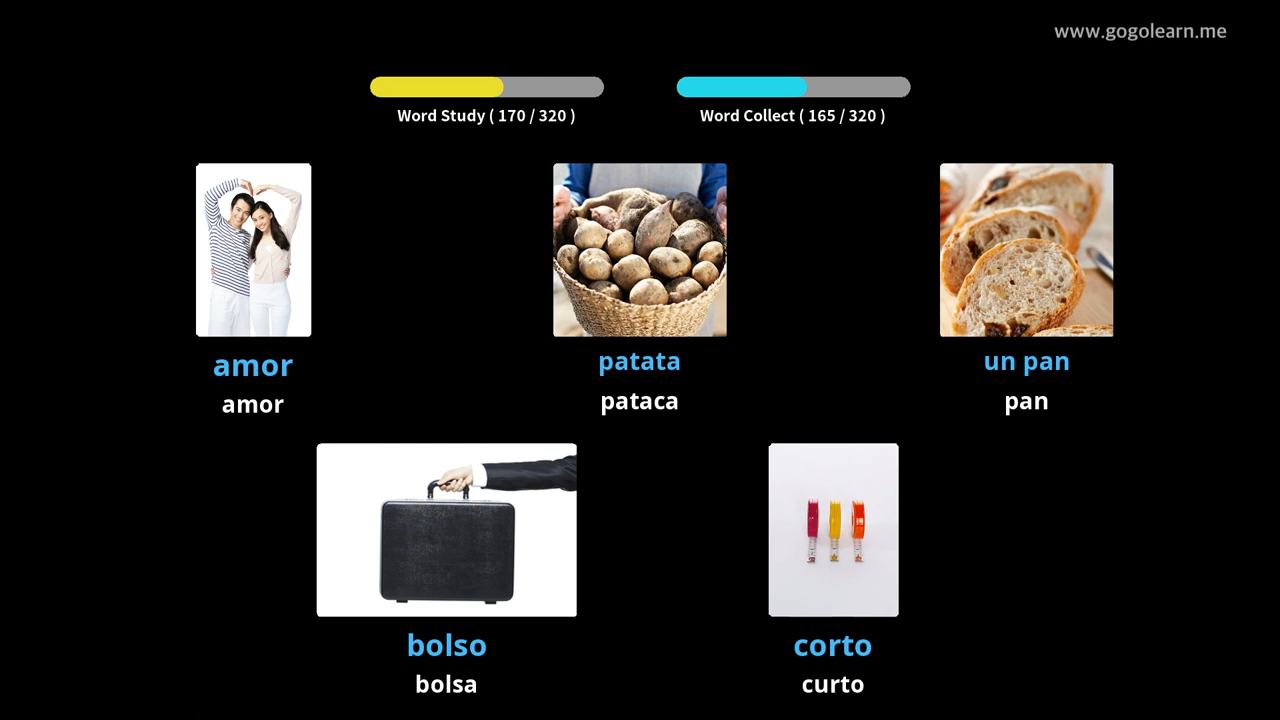 www.gogolearn.me
Word Study ( 170 / 320 )
Word Collect ( 165 / 320 )
amor
amor
patata
pataca
un pan
pan
bolso
bolsa
corto
curto